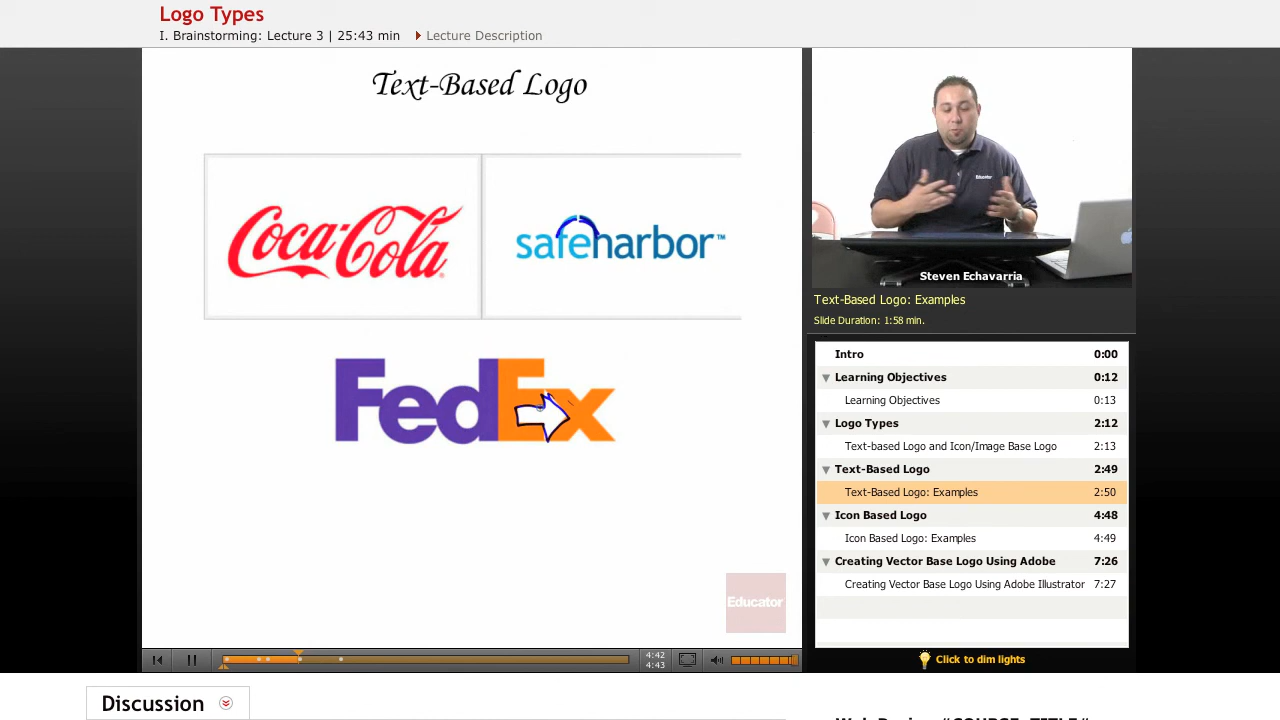 Logo Types
I. Brainstorming: Lecture 3 | 25:43 min Lecture Description
Text-Based Logo
Coca-Cola
safeharbor™
FedEx
Educator
4:42
4:43
Educator
Steven Echavarria
Text-Based Logo: Examples
Slide Duration: 1:58 min.
Intro 0:00
Learning Objectives 0:12
Learning Objectives 0:13
Logo Types 2:12
Text-based Logo and Icon/Image Base Logo 2:13
Text-Based Logo 2:49
Text-Based Logo: Examples 2:50
Icon Based Logo 4:48
Icon Based Logo: Examples 4:49
Creating Vector Base Logo Using Adobe 7:26
Creating Vector Base Logo Using Adobe Illustrator 7:27
Click to dim lights
Discussion
Web Design #COURSE_TITLE#